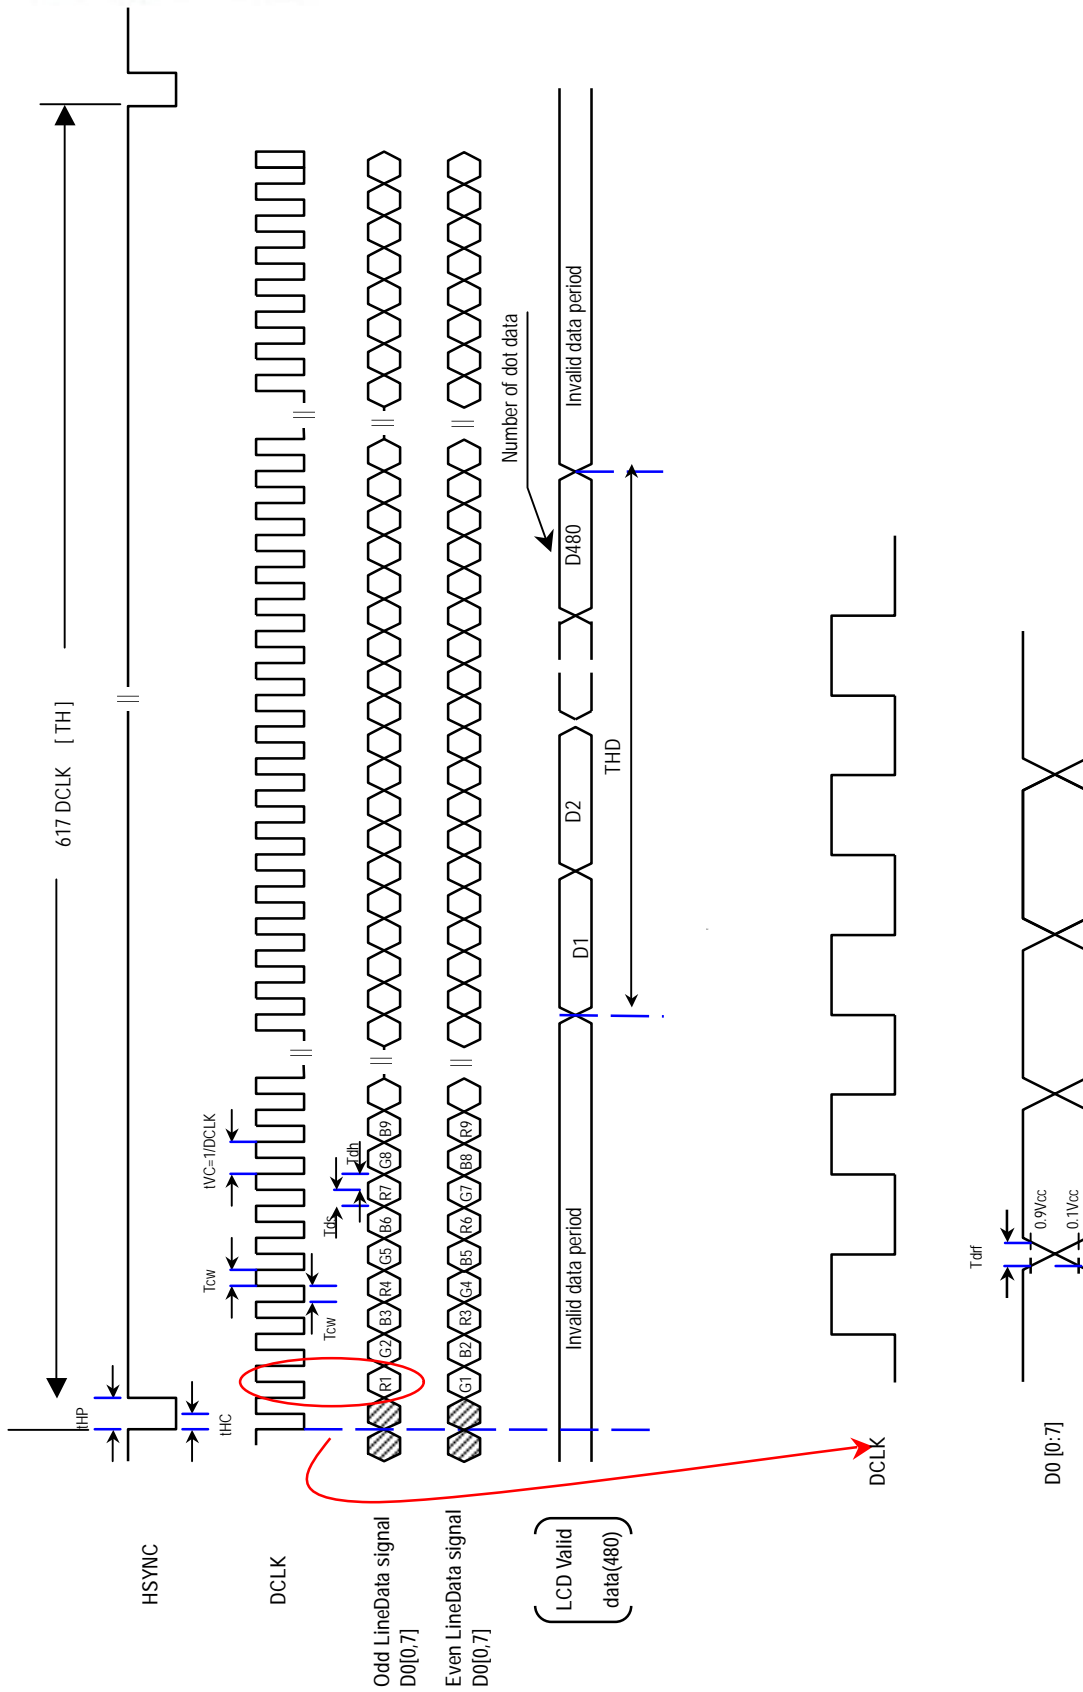 617 DCLK [ TH ]
tHP
tHC
HSYNC
tVC=1/DCLK
Tcw
Tcw
DCLK
Tds
Tdh
R1 G2 B3 R4 G5 B6 R7 G8 B9
Odd LineData signal
D0[0,7]
G1 B2 R3 G4 B5 R6 G7 B8 R9
Even LineData signal
D0[0,7]
Number of dot data
Invalid data period
D1
D2
D480
Invalid data period
LCD Valid
data(480)
THD
DCLK
Tdrf
0.9Vcc
0.1Vcc
D0 [0:7]